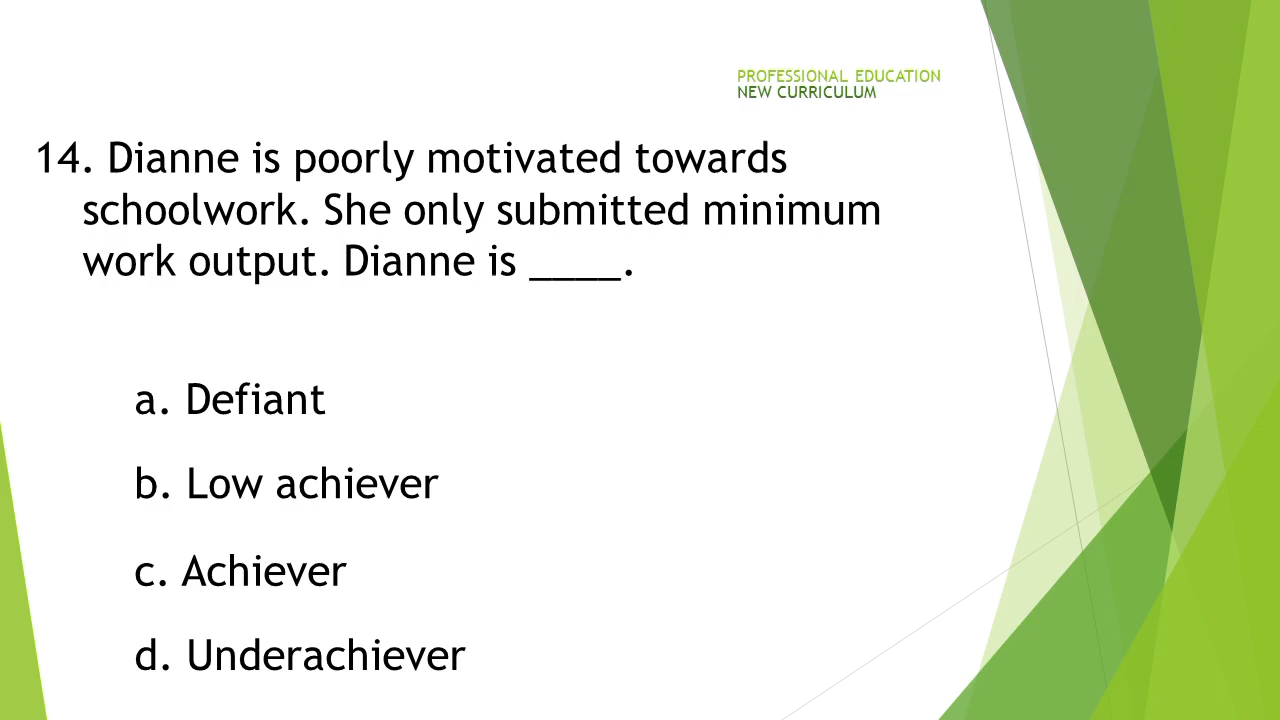 PROFESSIONAL EDUCATION
NEW CURRICULUM
14. Dianne is poorly motivated towards
schoolwork. She only submitted minimum
work output. Dianne is ____.
a. Defiant
b. Low achiever
c. Achiever
d. Underachiever